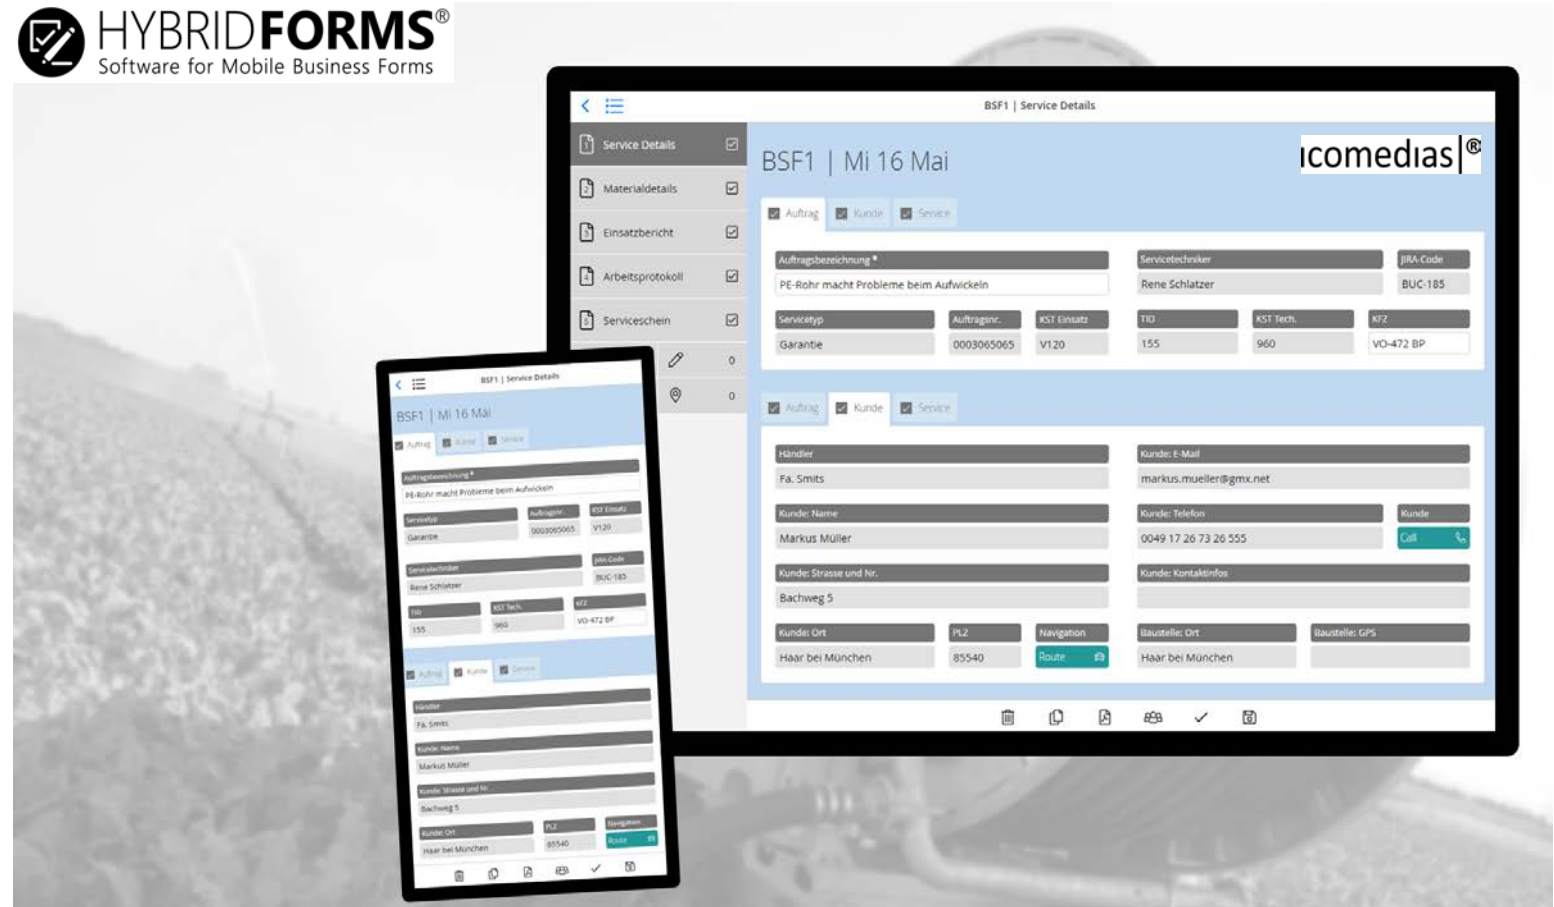 HYBRIDFORMS®
Software for Mobile Business Forms
BSF1 | Service Details
1 Service Details
2 Materialdetails
3 Einsatzbericht
4 Arbeitsprotokoll
5 Serviceschein
0
0
BSF1 | Mi 16 Mai
ıcomedıas|®
Auftrag Kunde Service
Auftragsbezeichnung * Servicetechniker JIRA-Code
PE-Rohr macht Probleme beim Aufwickeln Rene Schlatzer BUC-185
Servicetyp Auftragsnr. KST Einsatz TIO KST Tech. KFZ
Garantie 0003065065 V120 155 960 VO-472 BP
Auftrag Kunde Service
Händler Kunde: E-Mail
Fa. Smits markus.mueller@gmx.net
Kunde: Name Kunde: Telefon Kunde
Markus Müller 0049 17 26 73 26 555 Call
Kunde: Strasse und Nr. Kunde: Kontaktinfos
Bachweg 5
Kunde: Ort PLZ Navigation Baustelle: Ort Baustelle: GPS
Haar bei München 85540 Route Haar bei München
BSF1 | Service Details
BSF1 | Mi 16 Mai
Auftrag Kunde Service
Auftragsbezeichnung *
PE-Rohr macht Probleme beim Aufwickeln
Servicetyp Auftragsnr. KST Einsatz
Garantie 0003065065 V120
Servicetechniker JIRA-Code
Rene Schlatzer BUC-185
TIO KST Tech. KFZ
155 960 VO-472 BP
Auftrag Kunde Service
Händler
Fa. Smits
Kunde: Name
Markus Müller
Kunde: Strasse und Nr.
Bachweg 5
Kunde: Ort PLZ Navigation
Haar bei München 85540 Route